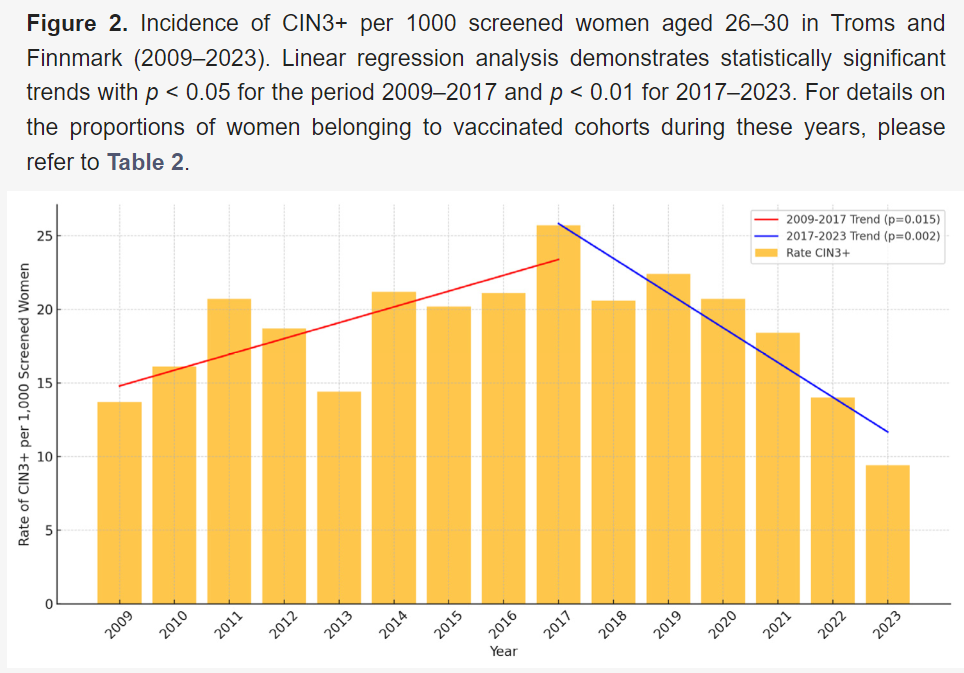 Figure 2. Incidence of CIN3+ per 1000 screened women aged 26–30 in Troms and
Finnmark (2009–2023). Linear regression analysis demonstrates statistically significant
trends with p < 0.05 for the period 2009–2017 and p < 0.01 for 2017–2023. For details on
the proportions of women belonging to vaccinated cohorts during these years, please
refer to Table 2.
2009-2017 Trend (p=0.015)
2017-2023 Trend (p=0.002)
Rate CIN3+
Rate of CIN3+ per 1,000 Screened Women
25
20
15
10
5
0
2009 2010 2011 2012 2013 2014 2015 2016 2017 2018 2019 2020 2021 2022 2023
Year